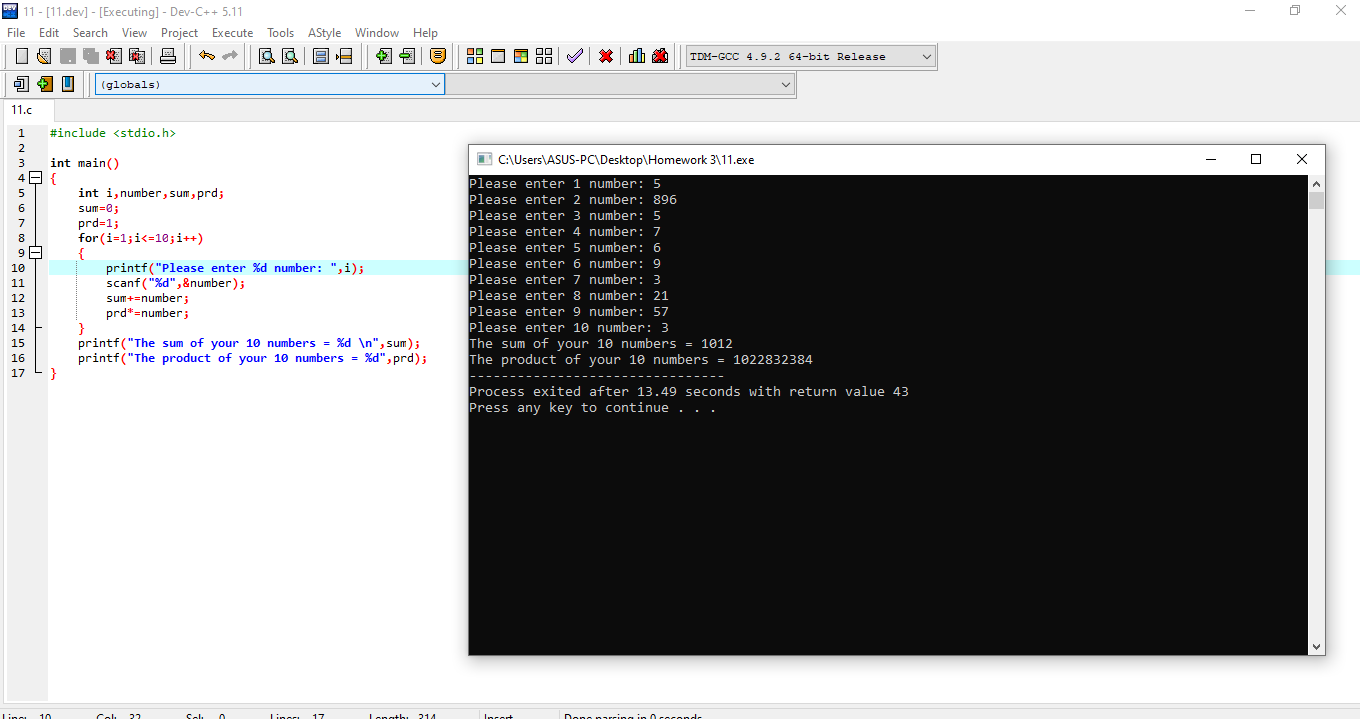 11 - [11.dev] - [Executing] - Dev-C++ 5.11
File Edit Search View Project Execute Tools AStyle Window Help
TDM-GCC 4.9.2 64-bit Release
(globals)
11.c
1 #include <stdio.h>
2
3 int main()
4 {
5 int i,number,sum,prd;
6 sum=0;
7 prd=1;
8 for(i=1;i<=10;i++)
9 {
10 printf("Please enter %d number: ",i);
11 scanf("%d",&number);
12 sum+=number;
13 prd*=number;
14 }
15 printf("The sum of your 10 numbers = %d \n",sum);
16 printf("The product of your 10 numbers = %d",prd);
17 }
C:\Users\ASUS-PC\Desktop\Homework 3\11.exe
Please enter 1 number: 5
Please enter 2 number: 896
Please enter 3 number: 5
Please enter 4 number: 7
Please enter 5 number: 6
Please enter 6 number: 9
Please enter 7 number: 3
Please enter 8 number: 21
Please enter 9 number: 57
Please enter 10 number: 3
The sum of your 10 numbers = 1012
The product of your 10 numbers = 1022832384
--------------------------------
Process exited after 13.49 seconds with return value 43
Press any key to continue . . .
Line: 10 Col: 32 Sel: 0 Lines: 17 Length: 314 Insert Done parsing in 0 seconds